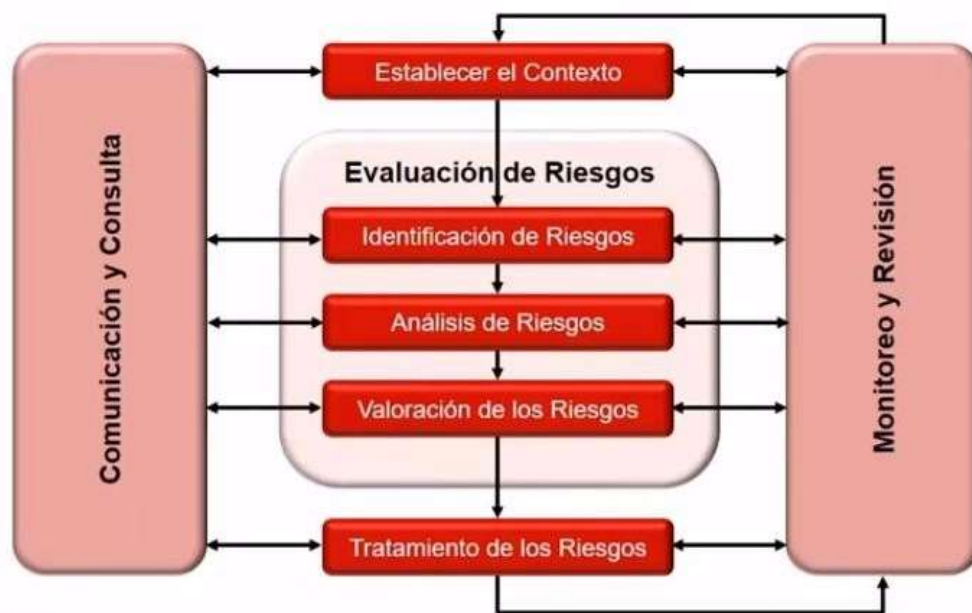 Establecer el Contexto
Comunicación y Consulta
Evaluación de Riesgos
Identificación de Riesgos
Análisis de Riesgos
Valoración de los Riesgos
Tratamiento de los Riesgos
Monitoreo y Revisión